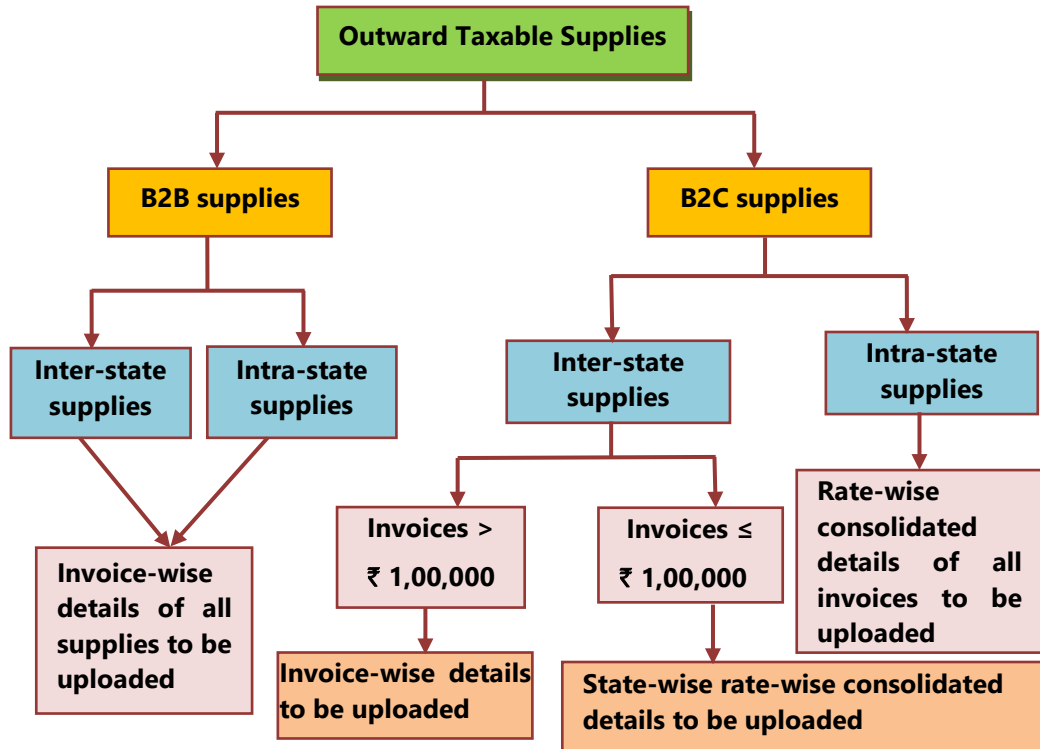 Outward Taxable Supplies
B2B supplies
B2C supplies
Inter-state
supplies
Intra-state
supplies
Inter-state
supplies
Intra-state
supplies
Invoice-wise
details of all
supplies to be
uploaded
Invoices >
₹ 1,00,000
Invoices ≤
₹ 1,00,000
Rate-wise
consolidated
details of all
invoices to be
uploaded
Invoice-wise details
to be uploaded
State-wise rate-wise consolidated
details to be uploaded